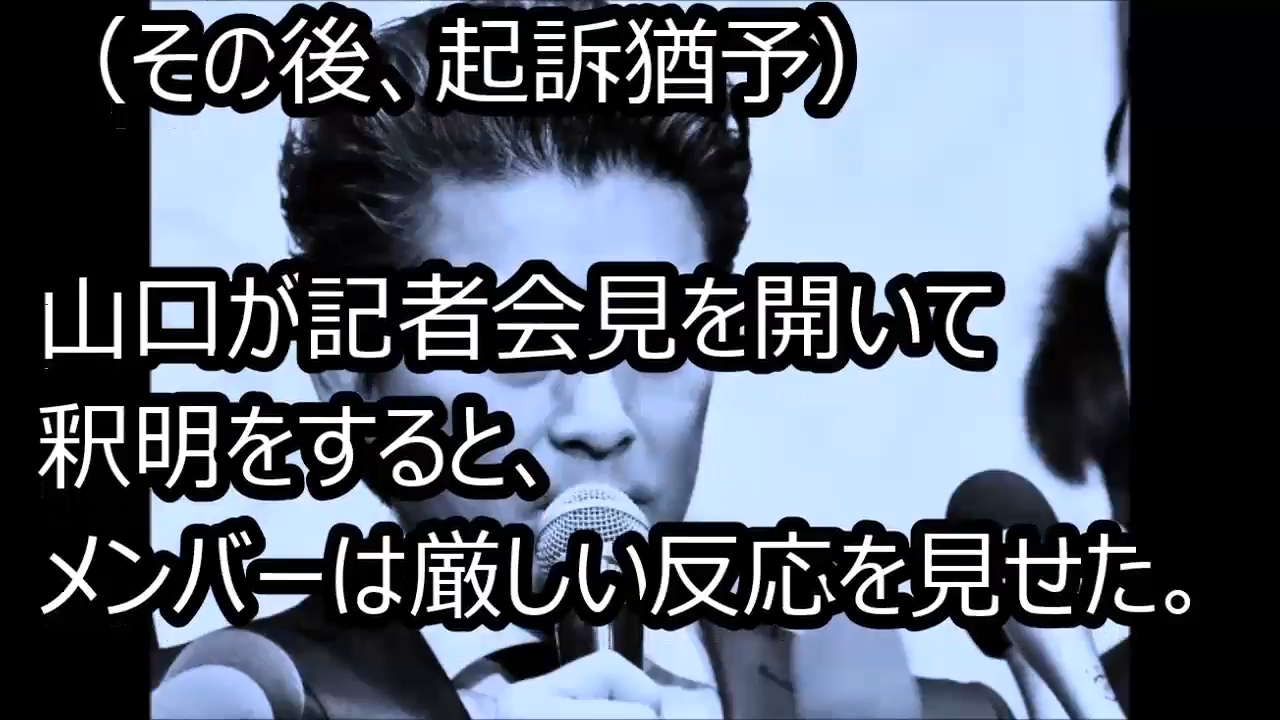 （その後、起訴猶予）
山口が記者会見を開いて
釈明をすると、
メンバーは厳しい反応を見せた。